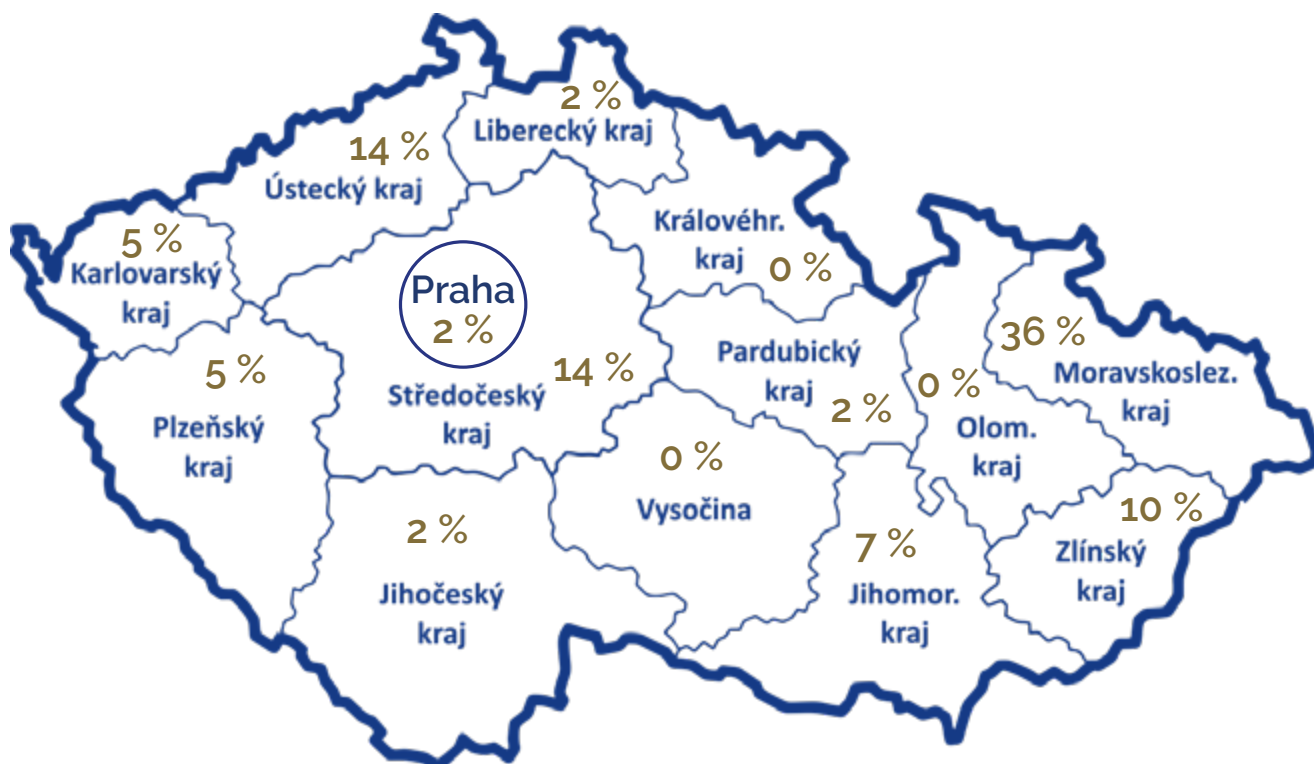 2 %
Liberecký kraj
14 %
Ústecký kraj
Královéhr.
kraj
0 %
5 %
Karlovarský
kraj
Praha
2 %
36 %
Moravskoslez.
kraj
Pardubický
kraj
2 %
0 %
Olom.
kraj
5 %
Plzeňský
kraj
14 %
Středočeský
kraj
0 %
Vysočina
10 %
Zlínský
kraj
2 %
Jihočeský
kraj
7 %
Jihomor.
kraj